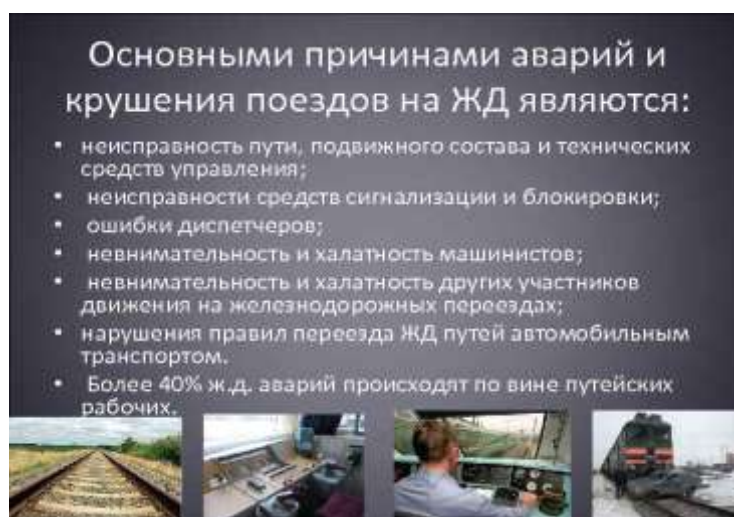 Основными причинами аварий и
крушения поездов на ЖД являются:
• неисправность пути, подвижного состава и технических
средств управления;
• неисправности средств сигнализации и блокировки;
• ошибки диспетчеров;
• невнимательность и халатность машинистов;
• невнимательность и халатность других участников
движения на железнодорожных переездах;
• нарушения правил переезда ЖД путей автомобильным
транспортом.
• Более 40% ж.д. аварий происходят по вине путейских
рабочих.